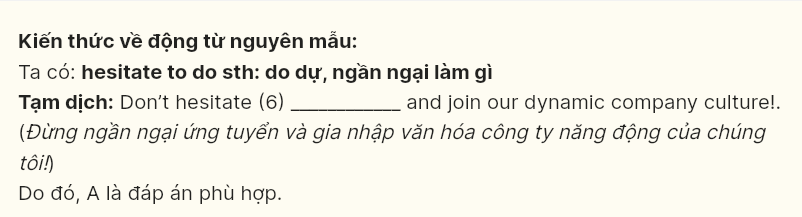 Kiến thức về động từ nguyên mẫu:
Ta có: hesitate to do sth: do dự, ngần ngại làm gì
Tạm dịch: Don’t hesitate (6) ____________ and join our dynamic company culture!.
(Đừng ngần ngại ứng tuyển và gia nhập văn hóa công ty năng động của chúng
tôi!)
Do đó, A là đáp án phù hợp.